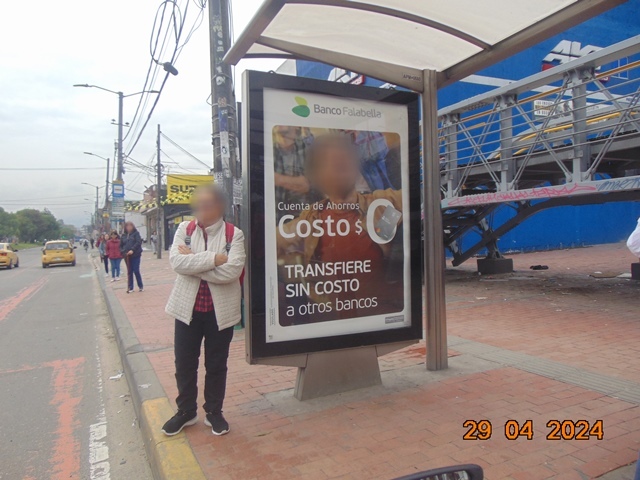 Banco Falabella
Cuenta de Ahorros
Costo $0
TRANSFIERE
SIN COSTO
a otros bancos
29 04 2024